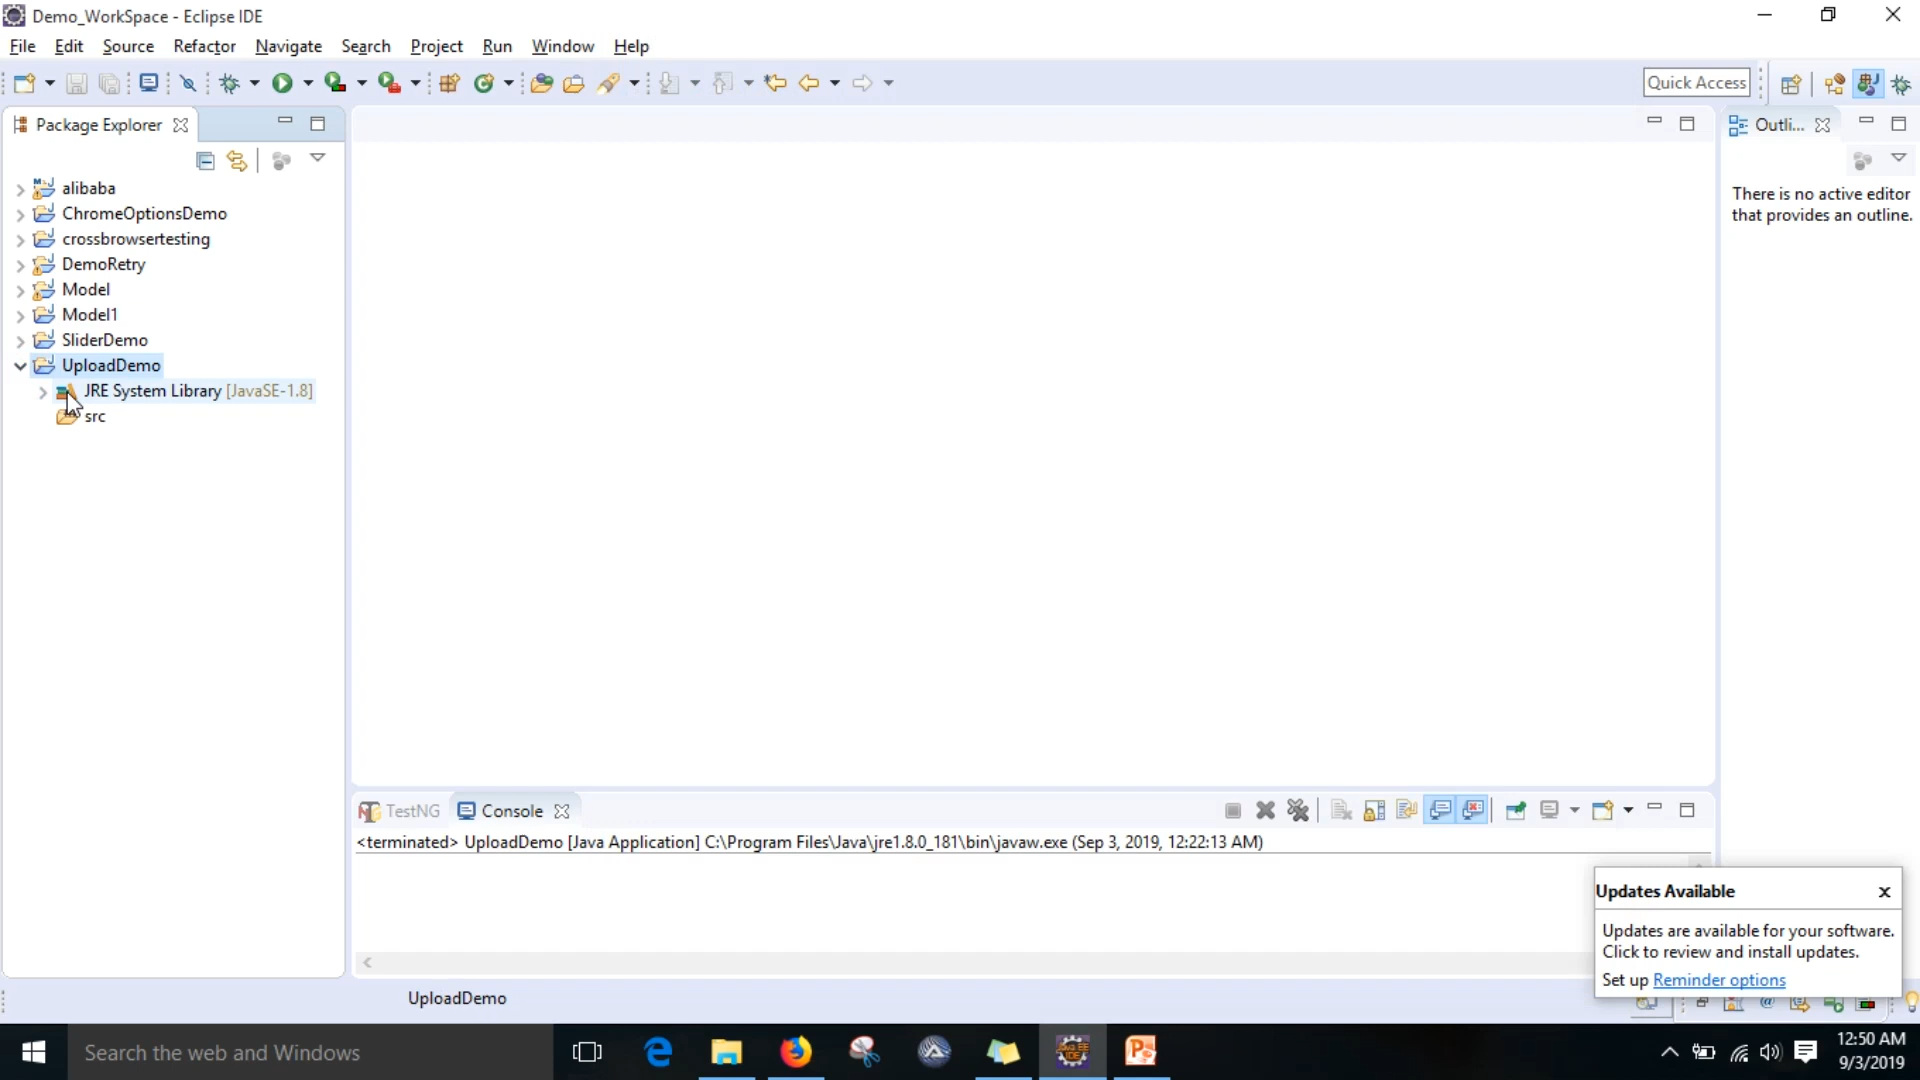 Demo_WorkSpace - Eclipse IDE
File Edit Source Refactor Navigate Search Project Run Window Help
Quick Access
Package Explorer
Outli...
alibaba
ChromeOptionsDemo
crossbrowsertesting
DemoRetry
Model
Model1
SliderDemo
UploadDemo
JRE System Library [JavaSE-1.8]
src
There is no active editor
that provides an outline.
TestNG Console
<terminated> UploadDemo [Java Application] C:\Program Files\Java\jre1.8.0_181\bin\javaw.exe (Sep 3, 2019, 12:22:13 AM)
Updates Available
Updates are available for your software.
Click to review and install updates.
Set up Reminder options
UploadDemo
Search the web and Windows
12:50 AM
9/3/2019